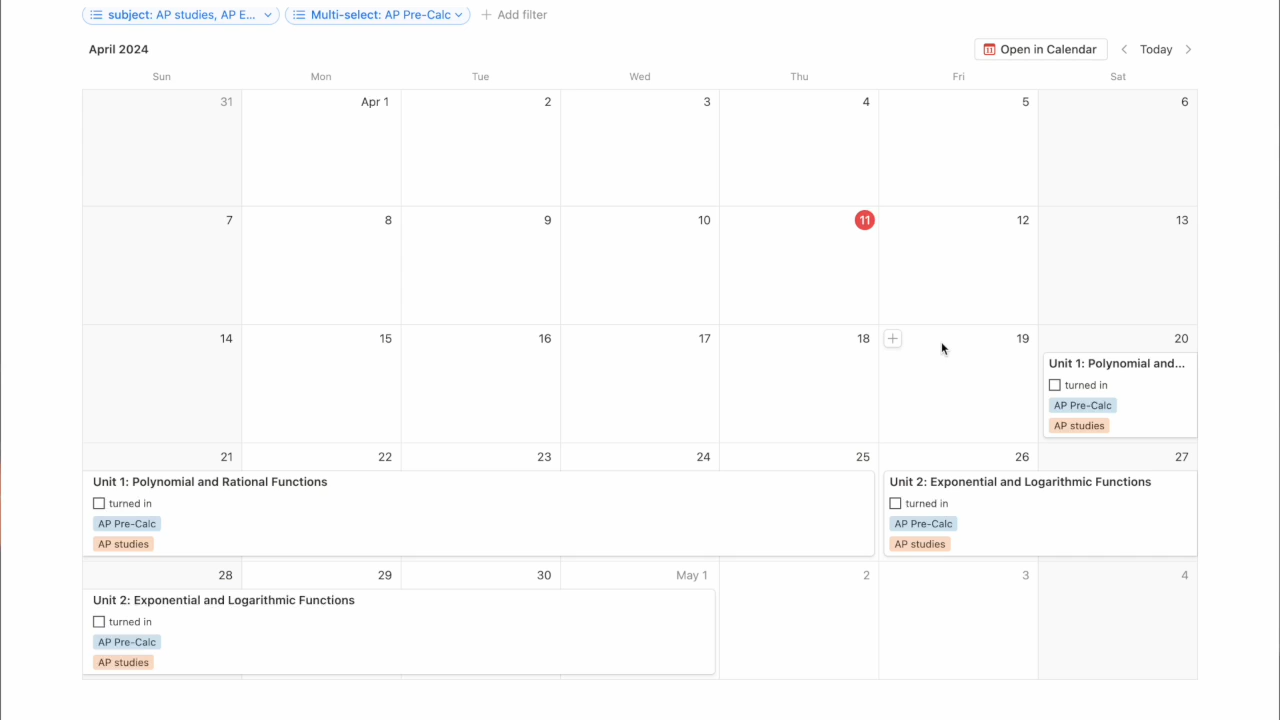 subject: AP studies, AP E... Multi-select: AP Pre-Calc Add filter
April 2024 Open in Calendar Today
Sun Mon Tue Wed Thu Fri Sat
31 Apr 1 2 3 4 5 6
7 8 9 10 11 12 13
14 15 16 17 18 19 20
Unit 1: Polynomial and...
turned in
AP Pre-Calc
AP studies
21 22 23 24 25 26 27
Unit 1: Polynomial and Rational Functions Unit 2: Exponential and Logarithmic Functions
turned in turned in
AP Pre-Calc AP Pre-Calc
AP studies AP studies
28 29 30 May 1 2 3 4
Unit 2: Exponential and Logarithmic Functions
turned in
AP Pre-Calc
AP studies